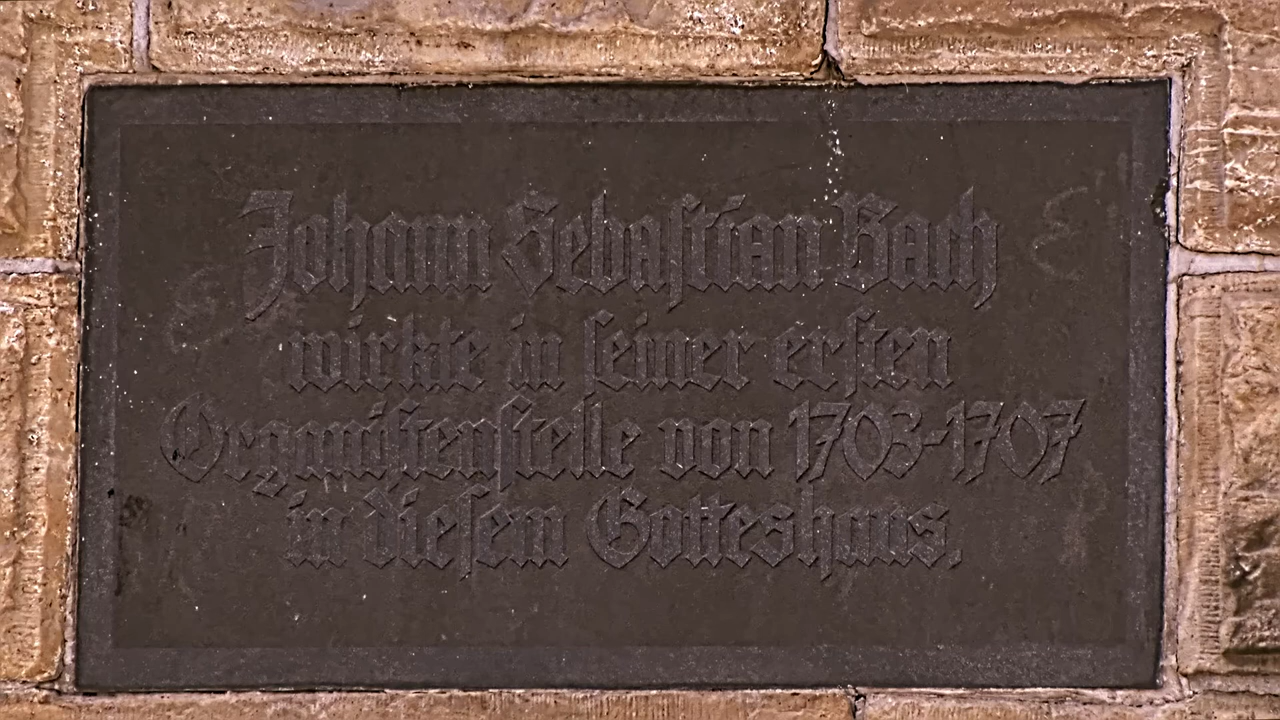 Johann Sebaſtian Bach
wirkte in ſeiner erſten
Organiſtenſtelle von 1703-1707
in dieſem Gotteshaus.